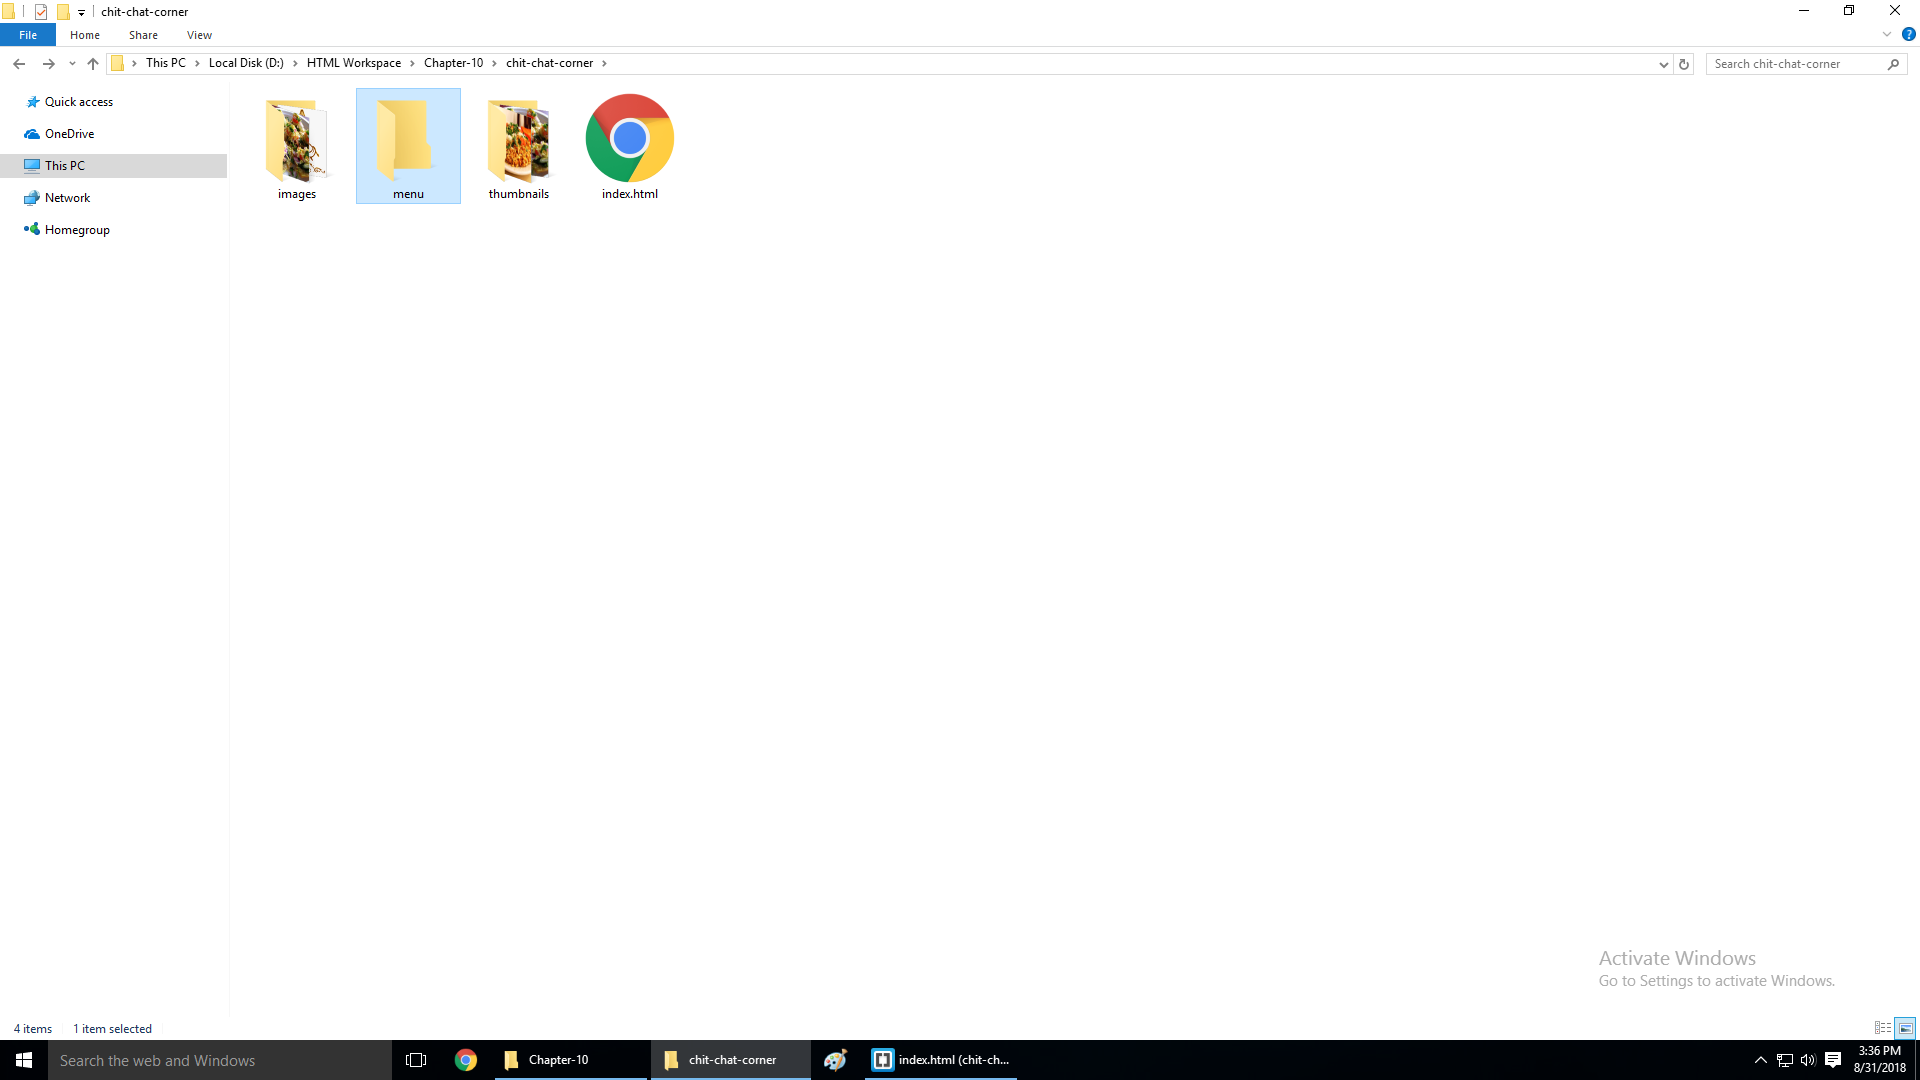 chit-chat-corner
File Home Share View
This PC Local Disk (D:) HTML Workspace Chapter-10 chit-chat-corner
Search chit-chat-corner
Quick access
OneDrive
This PC
Network
Homegroup
images menu thumbnails index.html
Activate Windows
Go to Settings to activate Windows.
4 items 1 item selected
Search the web and Windows
Chapter-10
chit-chat-corner
index.html (chit-ch...
3:36 PM
8/31/2018